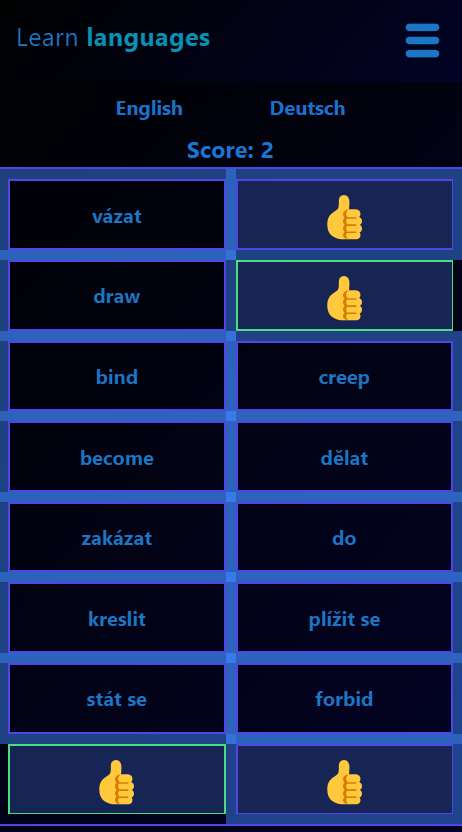 Learn languages
English Deutsch
Score: 2
vázat
draw
bind creep
become dělat
zakázat do
kreslit plížit se
stát se forbid